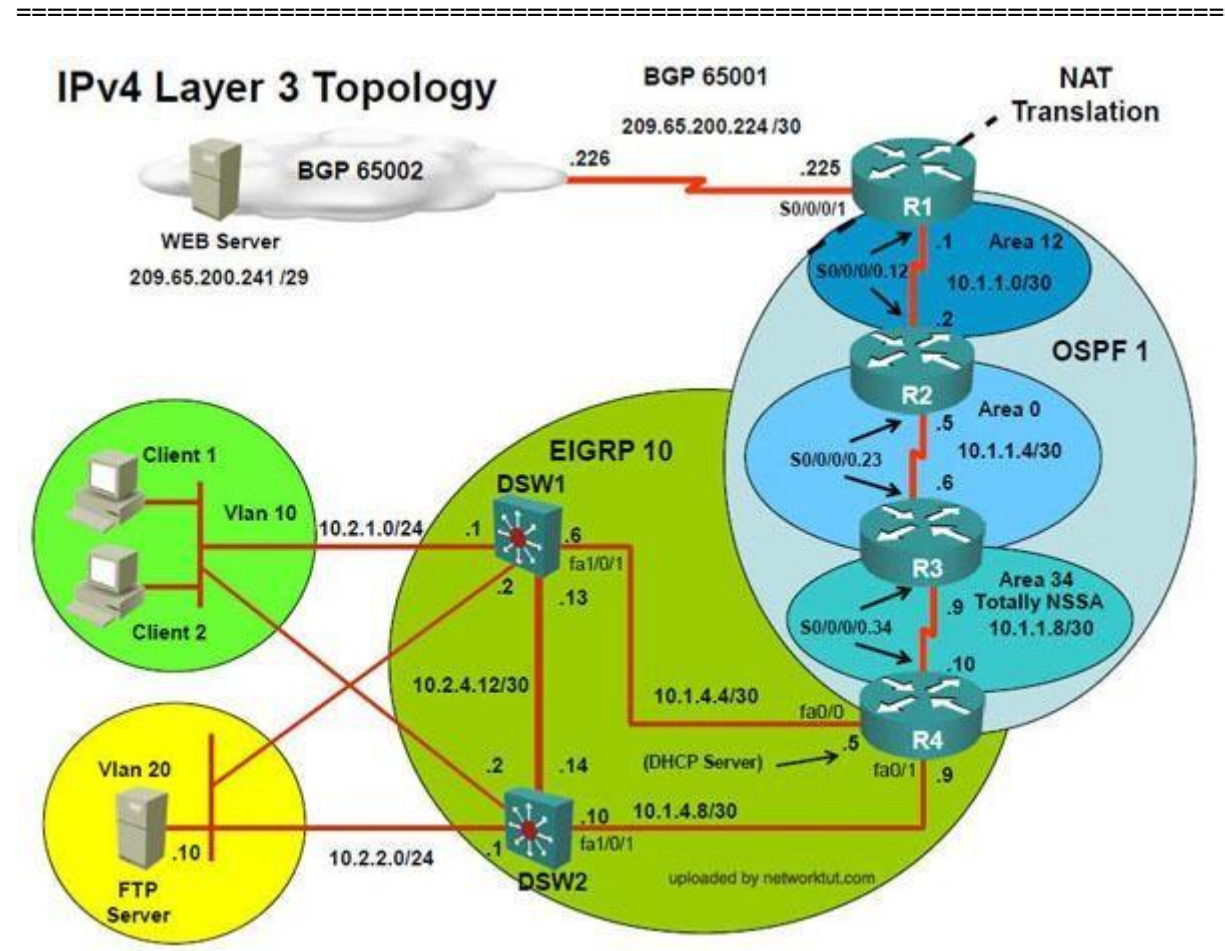 IPv4 Layer 3 Topology
BGP 65001
209.65.200.224 /30
NAT
Translation
BGP 65002
.226
.225
S0/0/0/1
R1
WEB Server
209.65.200.241 /29
.1
Area 12
S0/0/0/0.12
10.1.1.0/30
.2
OSPF 1
R2
Area 0
.5
10.1.1.4/30
S0/0/0/0.23
.6
R3
Area 34
Totally NSSA
10.1.1.8/30
.9
S0/0/0/0.34
.10
R4
EIGRP 10
DSW1
Client 1
Vlan 10
10.2.1.0/24
.1
.6
fa1/0/1
.2
.13
Client 2
10.2.4.12/30
10.1.4.4/30
fa0/0
.5
(DHCP Server)
fa0/1
.9
Vlan 20
.2
.14
.10
10.1.4.8/30
fa1/0/1
.10
10.2.2.0/24
.1
DSW2
FTP
Server
uploaded by networktut.com